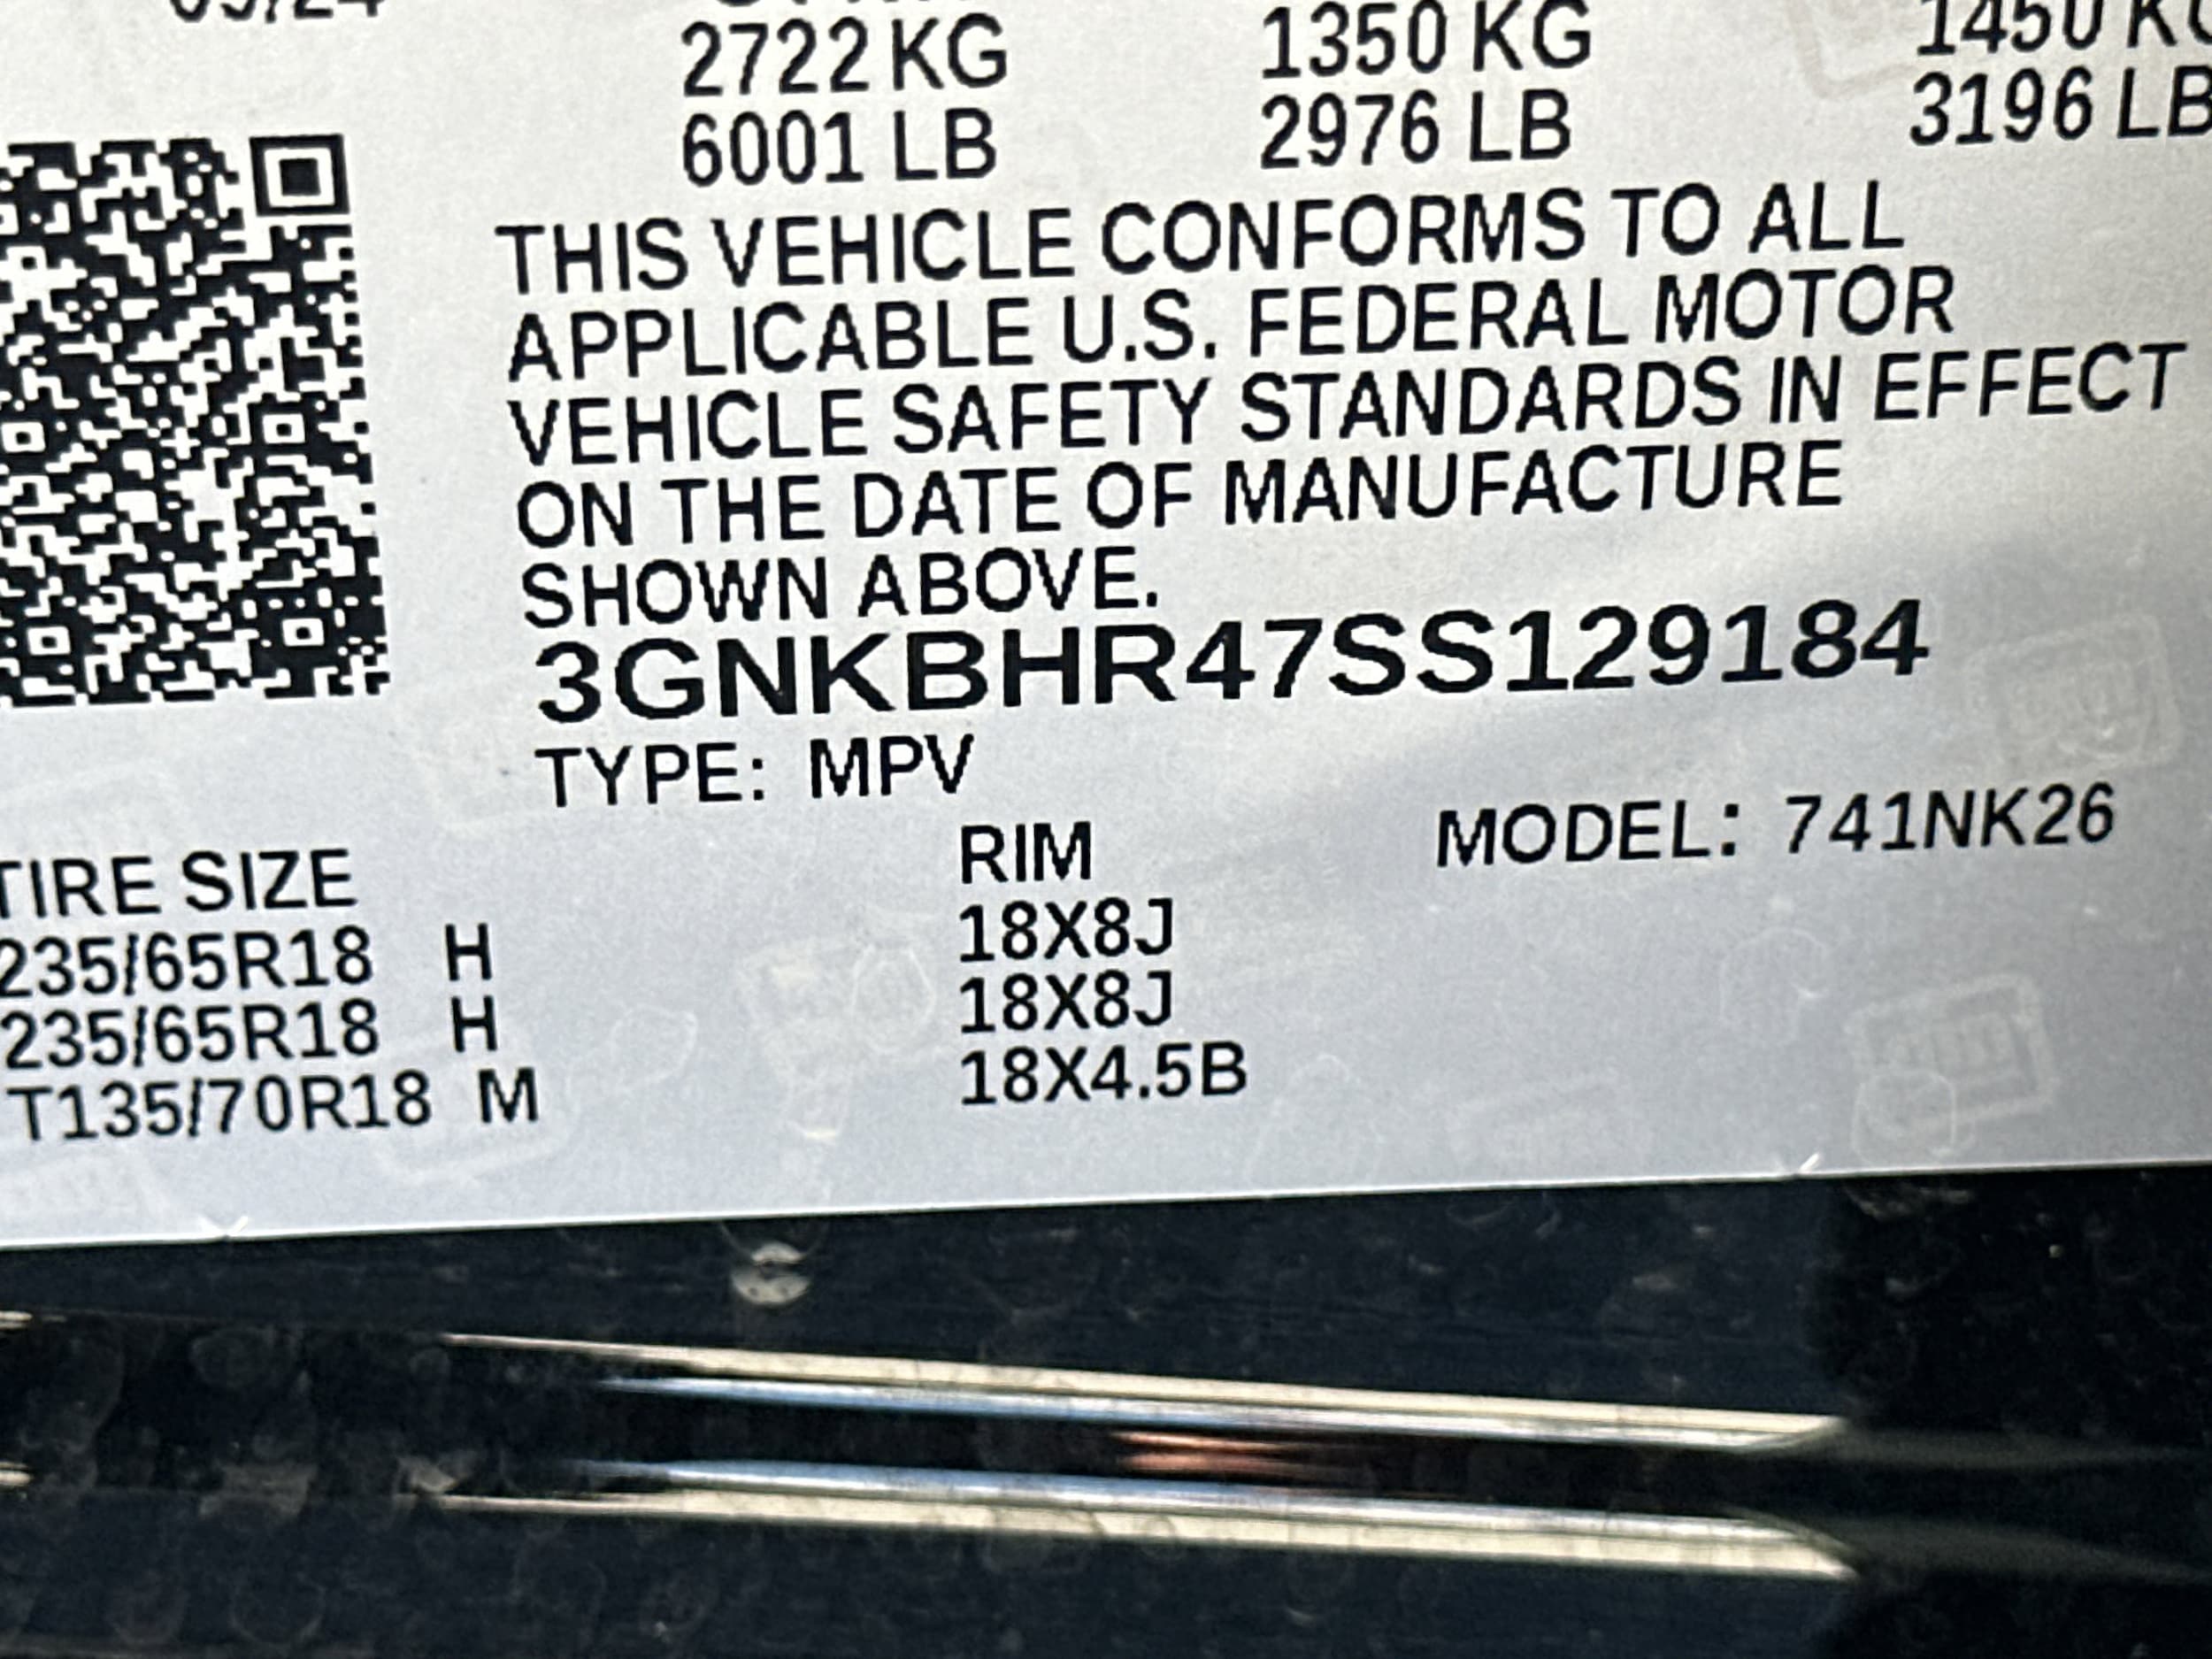 2722 KG 1350 KG 1450 KG
6001 LB 2976 LB 3196 LB
THIS VEHICLE CONFORMS TO ALL
APPLICABLE U.S. FEDERAL MOTOR
VEHICLE SAFETY STANDARDS IN EFFECT
ON THE DATE OF MANUFACTURE
SHOWN ABOVE.
3GNKBHR47SS129184
TYPE: MPV
MODEL: 741NK26
TIRE SIZE RIM
235/65R18 H 18X8J
235/65R18 H 18X8J
T135/70R18 M 18X4.5B